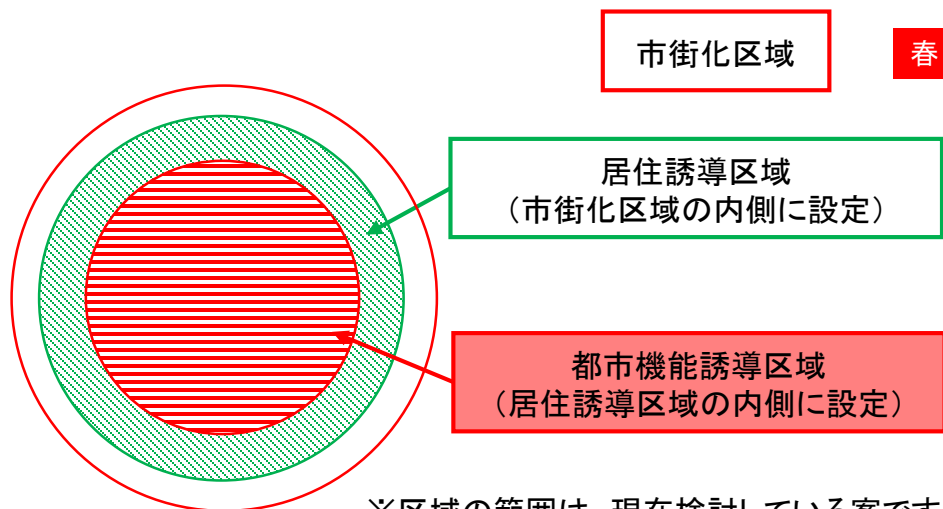 市街化区域
春
居住誘導区域
（市街化区域の内側に設定）
都市機能誘導区域
（居住誘導区域の内側に設定）
※区域の範囲は、現在検討している案です